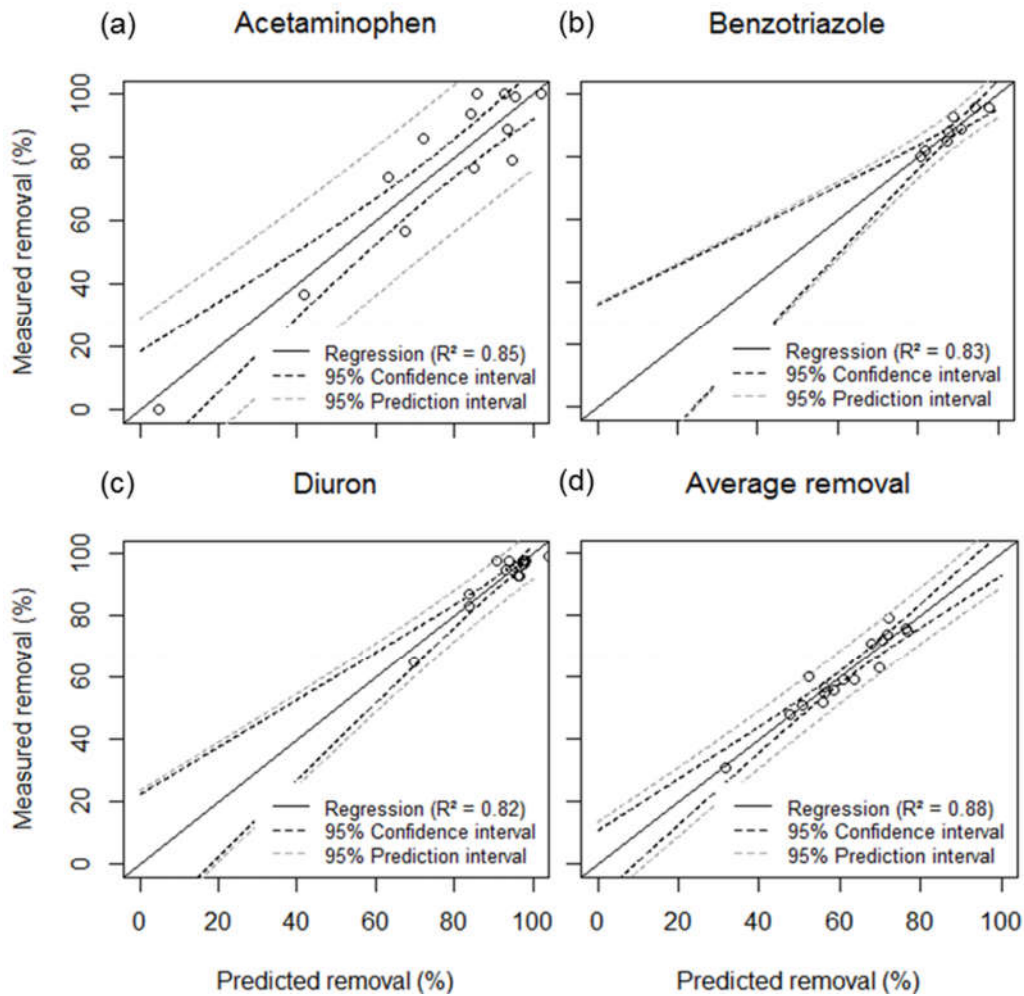 (a) Acetaminophen
(b) Benzotriazole
Measured removal (%)
0 20 40 60 80 100
Regression (R² = 0.85)
95% Confidence interval
95% Prediction interval
Regression (R² = 0.83)
95% Confidence interval
95% Prediction interval
(c) Diuron
(d) Average removal
Measured removal (%)
0 20 40 60 80 100
Regression (R² = 0.82)
95% Confidence interval
95% Prediction interval
Regression (R² = 0.88)
95% Confidence interval
95% Prediction interval
0 20 40 60 80 100
0 20 40 60 80 100
Predicted removal (%)
Predicted removal (%)